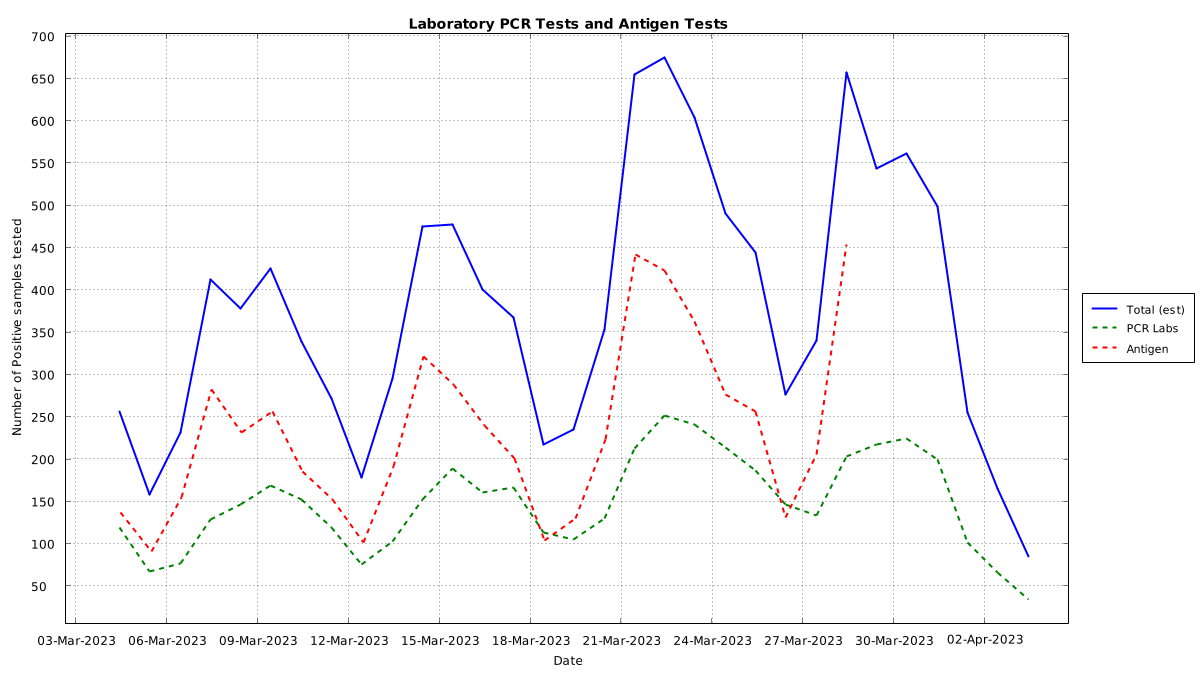 Laboratory PCR Tests and Antigen Tests
700
650
600
550
500
450
400
350
300
250
200
150
100
50
Number of Positive samples tested
03-Mar-2023 06-Mar-2023 09-Mar-2023 12-Mar-2023 15-Mar-2023 18-Mar-2023 21-Mar-2023 24-Mar-2023 27-Mar-2023 30-Mar-2023 02-Apr-2023
Date
Total (est)
PCR Labs
Antigen